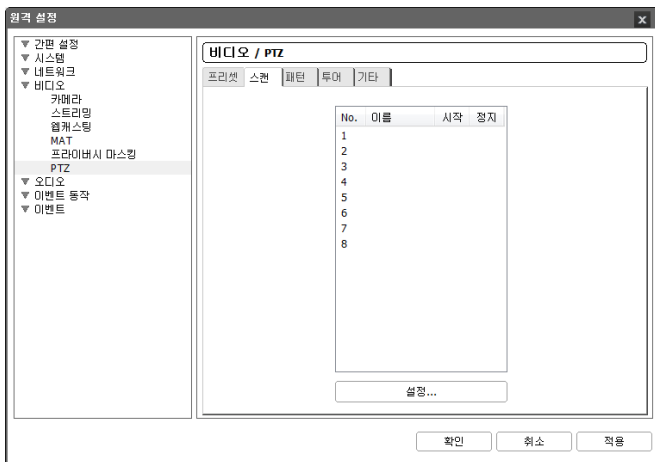 원격 설정
x
▼ 간편 설정
▼ 시스템
▼ 네트워크
▼ 비디오
카메라
스트리밍
웹캐스팅
MAT
프라이버시 마스킹
PTZ
▼ 오디오
▼ 이벤트 동작
▼ 이벤트
비디오 / PTZ
프리셋 스캔 패턴 투어 기타
No. 이름 시작 정지
1
2
3
4
5
6
7
8
설정...
확인 취소 적용